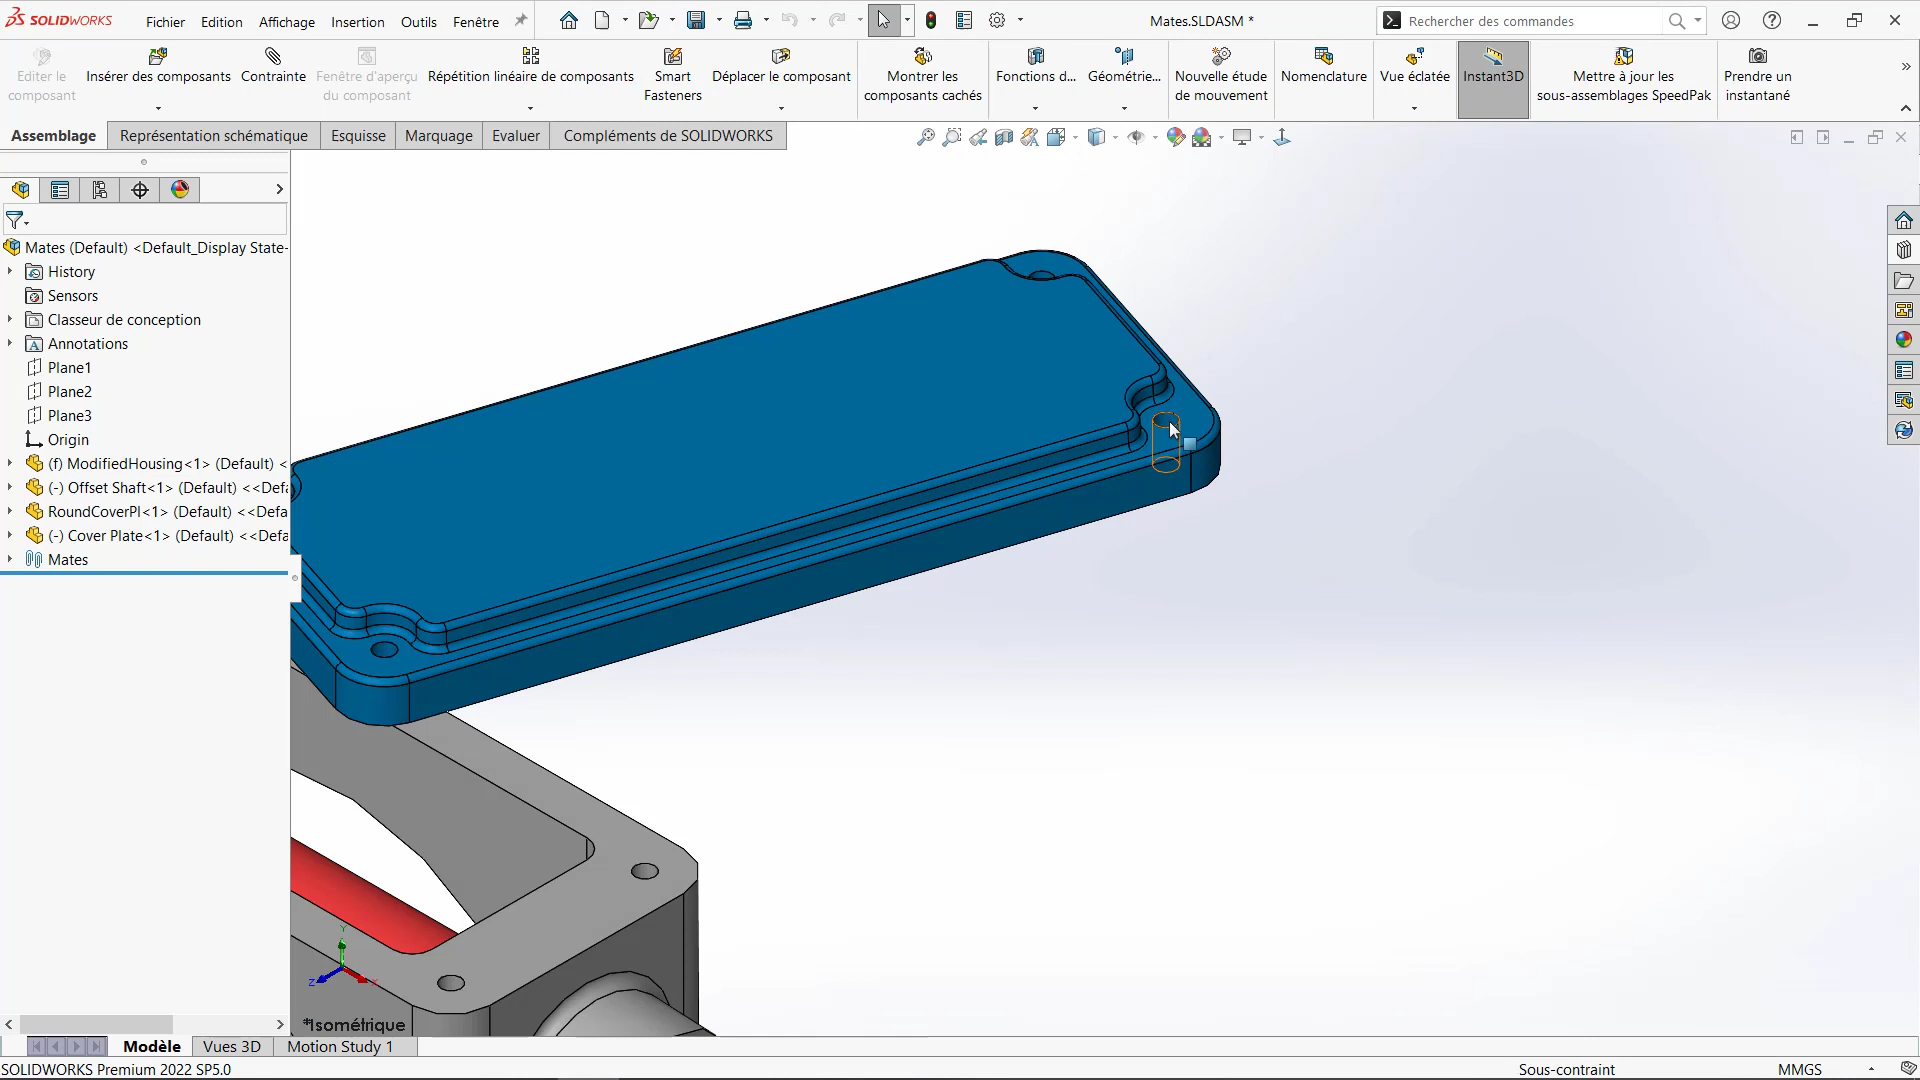 SOLIDWORKS
Fichier
Edition
Affichage
Insertion
Outils
Fenêtre
Mates.SLDASM *
Rechercher des commandes
Editer le
composant
Insérer des composants
Contrainte
Fenêtre d'aperçu
du composant
Répétition linéaire de composants
Smart
Fasteners
Déplacer le composant
Montrer les
composants cachés
Fonctions d...
Géométrie...
Nouvelle étude
de mouvement
Nomenclature
Vue éclatée
Instant3D
Mettre à jour les
sous-assemblages SpeedPak
Prendre un
instantané
Assemblage
Représentation schématique
Esquisse
Marquage
Evaluer
Compléments de SOLIDWORKS
Mates (Default) <Default_Display State-
History
Sensors
Classeur de conception
Annotations
Plane1
Plane2
Plane3
Origin
(f) ModifiedHousing<1> (Default) <
(-) Offset Shaft<1> (Default) <<Defa
RoundCoverPl<1> (Default) <<Defa
(-) Cover Plate<1> (Default) <<Defa
Mates
Y
Z
X
*Isométrique
Modèle
Vues 3D
Motion Study 1
SOLIDWORKS Premium 2022 SP5.0
Sous-contraint
MMGS